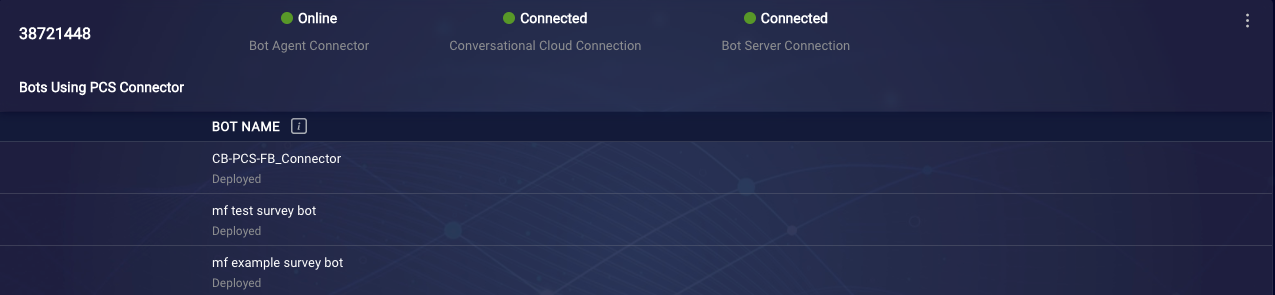 38721448
Online
Connected
Connected
Bot Agent Connector
Conversational Cloud Connection
Bot Server Connection
Bots Using PCS Connector
BOT NAME i
CB-PCS-FB_Connector
Deployed
mf test survey bot
Deployed
mf example survey bot
Deployed